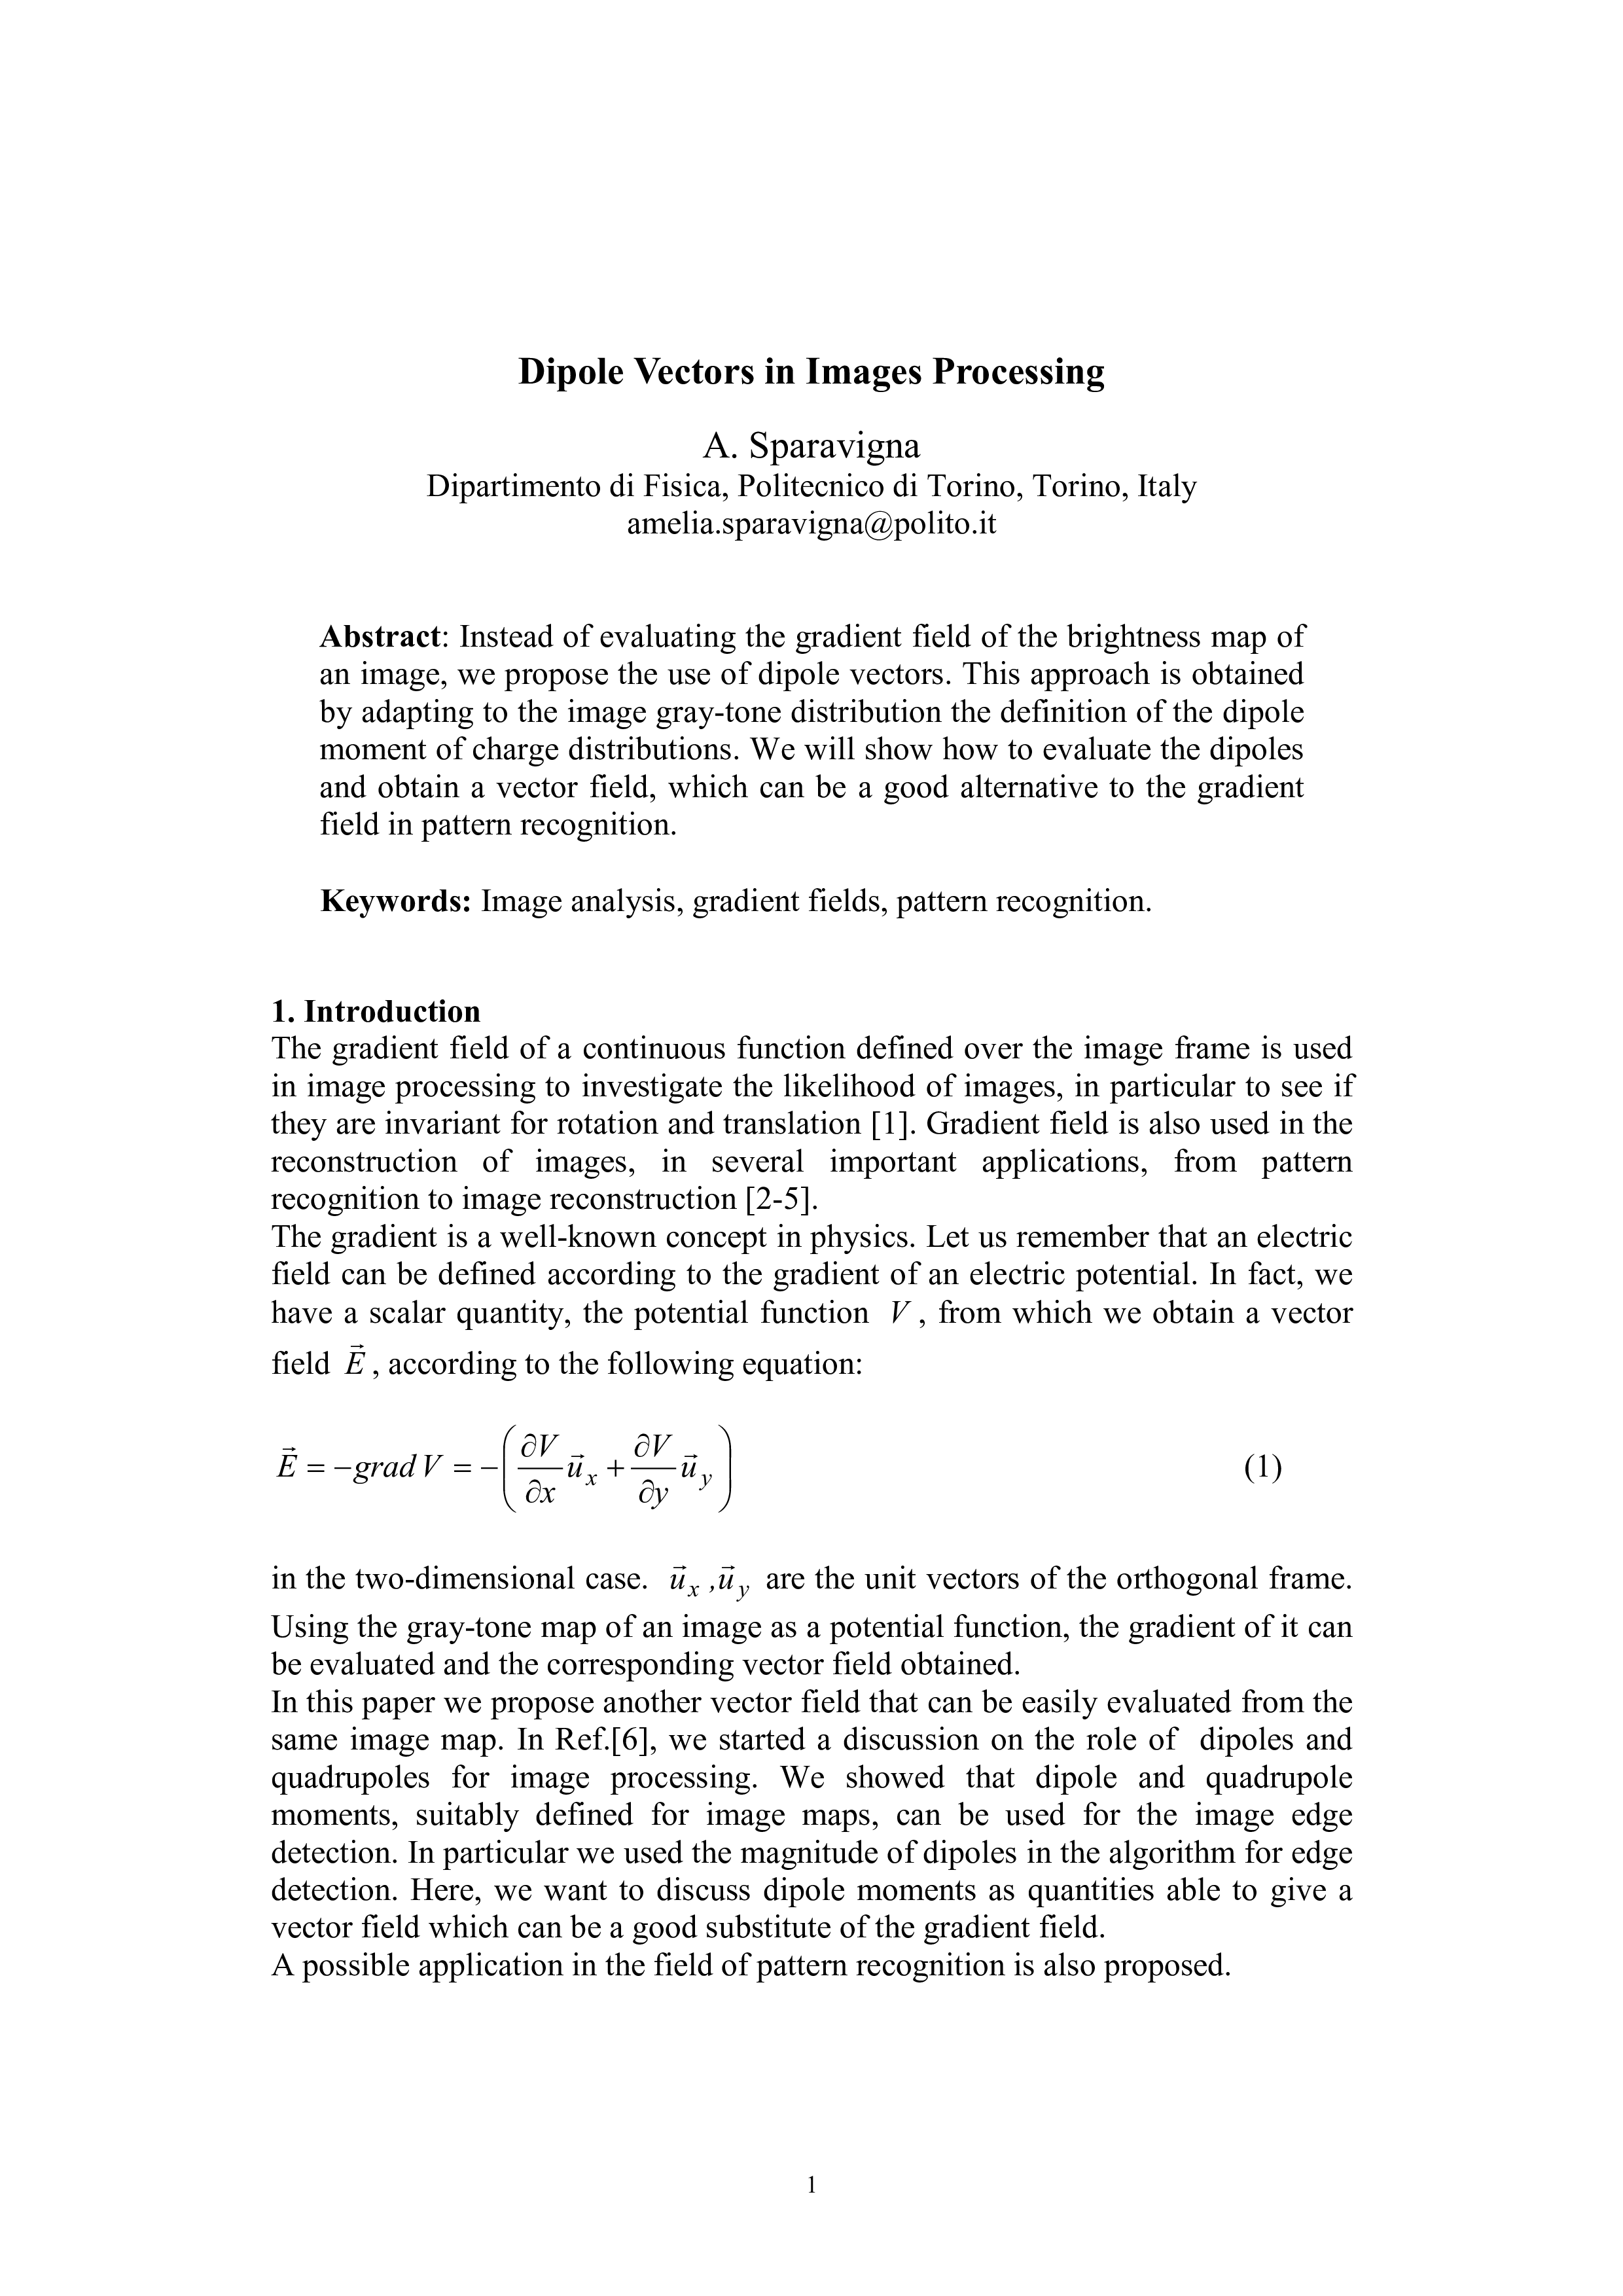 Dipole Vectors in Images Processing
A. Sparavigna
Dipartimento di Fisica, Politecnico di Torino, Torino, Italy
amelia.sparavigna@polito.it
Abstract: Instead of evaluating the gradient field of the brightness map of
an image, we propose the use of dipole vectors. This approach is obtained
by adapting to the image gray-tone distribution the definition of the dipole
moment of charge distributions. We will show how to evaluate the dipoles
and obtain a vector field, which can be a good alternative to the gradient
field in pattern recognition.
Keywords: Image analysis, gradient fields, pattern recognition.
1. Introduction
The gradient field of a continuous function defined over the image frame is used
in image processing to investigate the likelihood of images, in particular to see if
they are invariant for rotation and translation [1]. Gradient field is also used in the
reconstruction of images, in several important applications, from pattern
recognition to image reconstruction [2-5].
The gradient is a well-known concept in physics. Let us remember that an electric
field can be defined according to the gradient of an electric potential. In fact, we
have a scalar quantity, the potential function V , from which we obtain a vector
field $\vec{E}$ , according to the following equation:
$\vec{E} = -grad\, V = -\left( \frac{\partial V}{\partial x} \vec{u}_x + \frac{\partial V}{\partial y} \vec{u}_y \right)$ (1)
in the two-dimensional case. $\vec{u}_x , \vec{u}_y$ are the unit vectors of the orthogonal frame.
Using the gray-tone map of an image as a potential function, the gradient of it can
be evaluated and the corresponding vector field obtained.
In this paper we propose another vector field that can be easily evaluated from the
same image map. In Ref.[6], we started a discussion on the role of dipoles and
quadrupoles for image processing. We showed that dipole and quadrupole
moments, suitably defined for image maps, can be used for the image edge
detection. In particular we used the magnitude of dipoles in the algorithm for edge
detection. Here, we want to discuss dipole moments as quantities able to give a
vector field which can be a good substitute of the gradient field.
A possible application in the field of pattern recognition is also proposed.
1